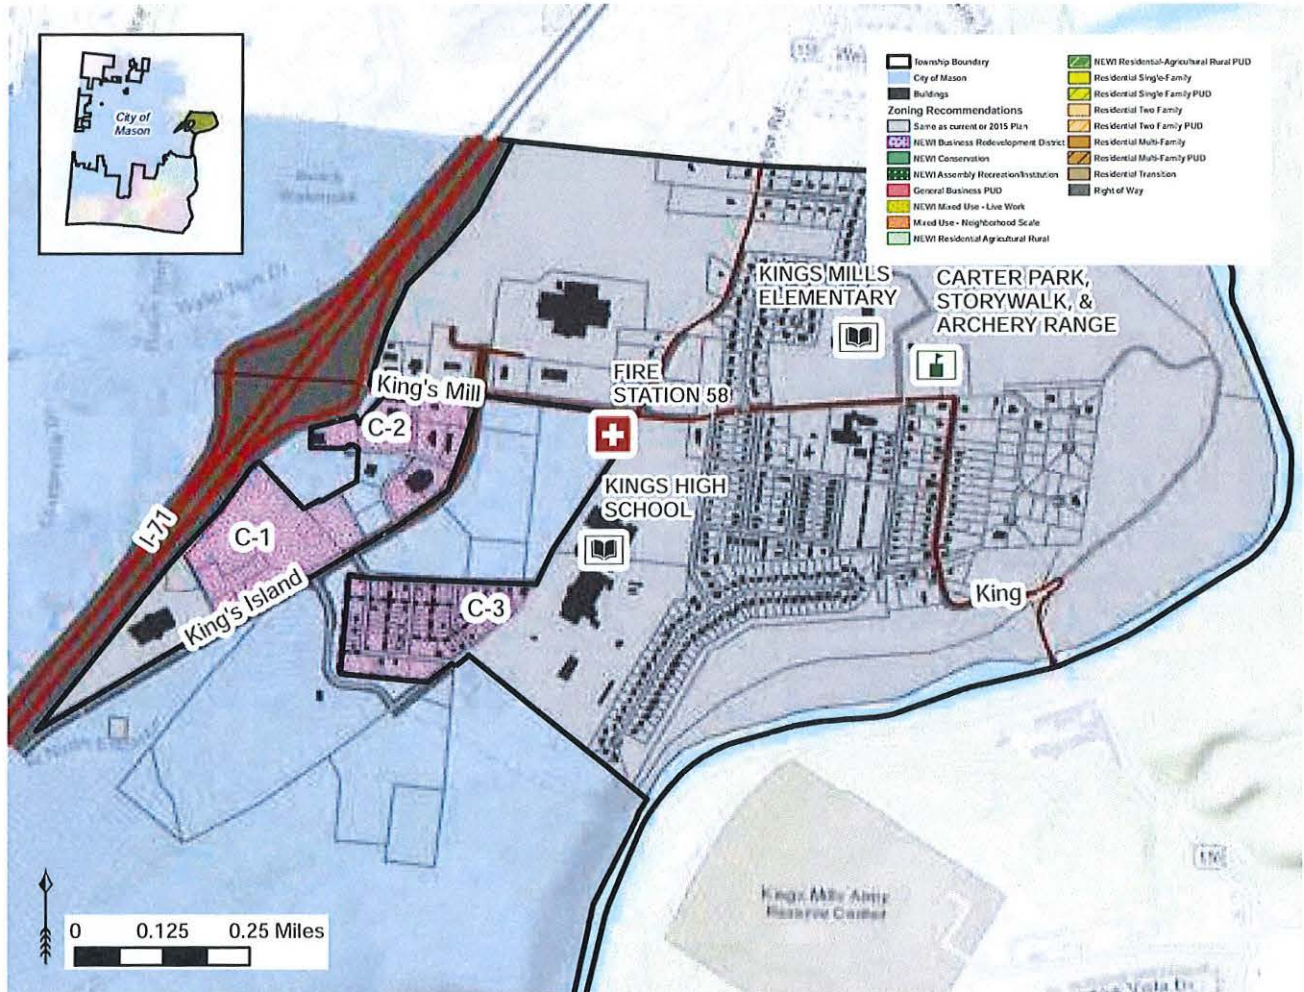 City of
Mason
Township Boundary
City of Mason
Buildings
Zoning Recommendations
Same as current or 2015 Plan
NEW! Business Redevelopment District
NEW! Conservation
NEW! Assembly Recreation/Institution
General Business PUD
NEW! Mixed Use - Live Work
Mixed Use - Neighborhood Scale
NEW! Residential Agricultural Rural
NEW! Residential-Agricultural Rural PUD
Residential Single-Family
Residential Single Family PUD
Residential Two Family
Residential Two Family PUD
Residential Multi-Family
Residential Multi-Family PUD
Residential Transition
Right of Way
KINGS MILLS
ELEMENTARY
CARTER PARK,
STORYWALK, &
ARCHERY RANGE
FIRE
STATION 58
King's Mill
C-2
KINGS HIGH
SCHOOL
I-71
C-1
King's Island
C-3
King
Kings Mills Army
Reserve Center
0 0.125 0.25 Miles